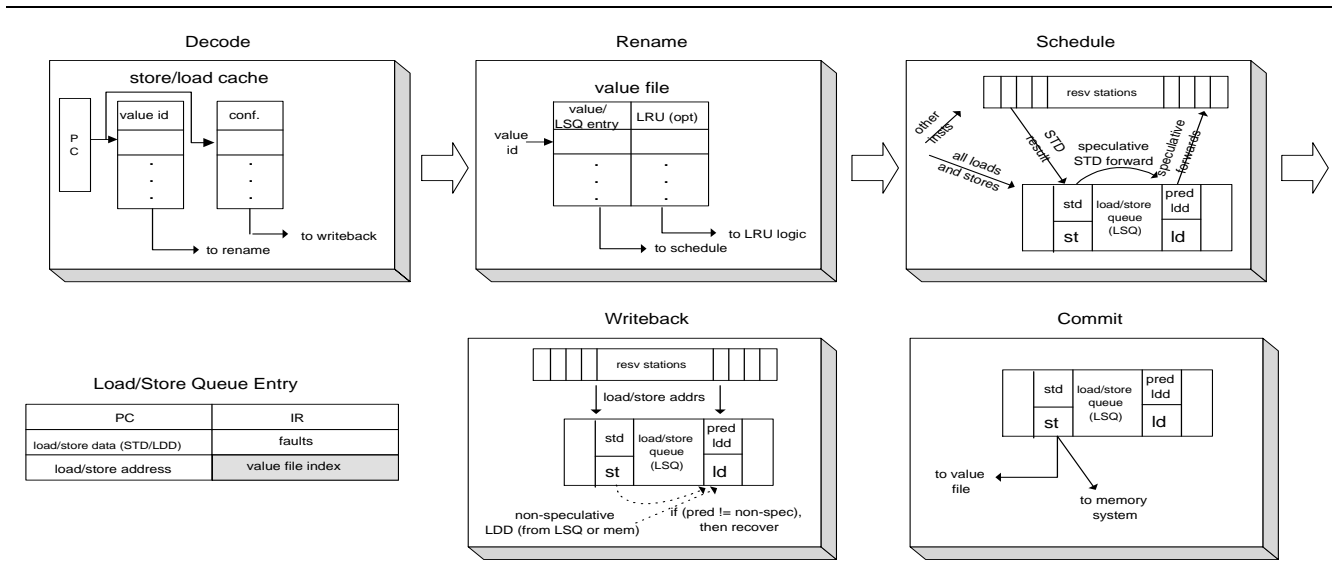 Decode
store/load cache
P
C
value id
conf.
.
.
.
.
.
.
to writeback
to rename
Rename
value file
value/
LSQ entry
LRU (opt)
value
id
.
.
.
.
.
.
to LRU logic
to schedule
Schedule
resv stations
other
insts
STD
result
speculative
STD forward
speculative
forwards
all loads
and stores
std
st
load/store
queue
(LSQ)
pred
ldd
ld
Load/Store Queue Entry
PC
IR
load/store data (STD/LDD)
faults
load/store address
value file index
Writeback
resv stations
load/store addrs
std
st
load/store
queue
(LSQ)
pred
ldd
ld
non-speculative
LDD (from LSQ or mem)
if (pred != non-spec),
then recover
Commit
std
st
load/store
queue
(LSQ)
pred
ldd
ld
to value
file
to memory
system